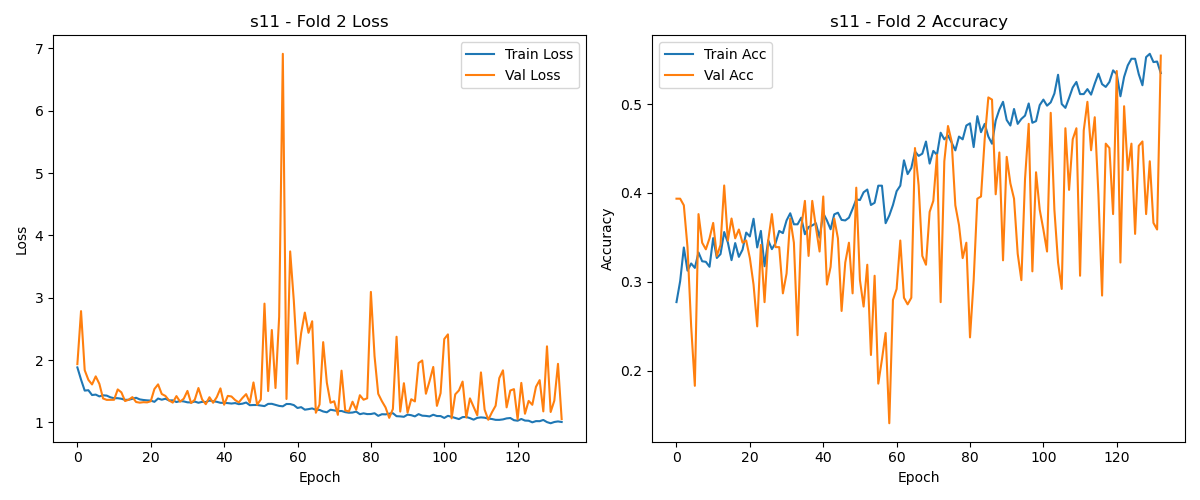 s11 - Fold 2 Loss
Train Loss
Val Loss
Loss
7
6
5
4
3
2
1
0
20
40
60
80
100
120
Epoch
s11 - Fold 2 Accuracy
Train Acc
Val Acc
Accuracy
0.5
0.4
0.3
0.2
0
20
40
60
80
100
120
Epoch